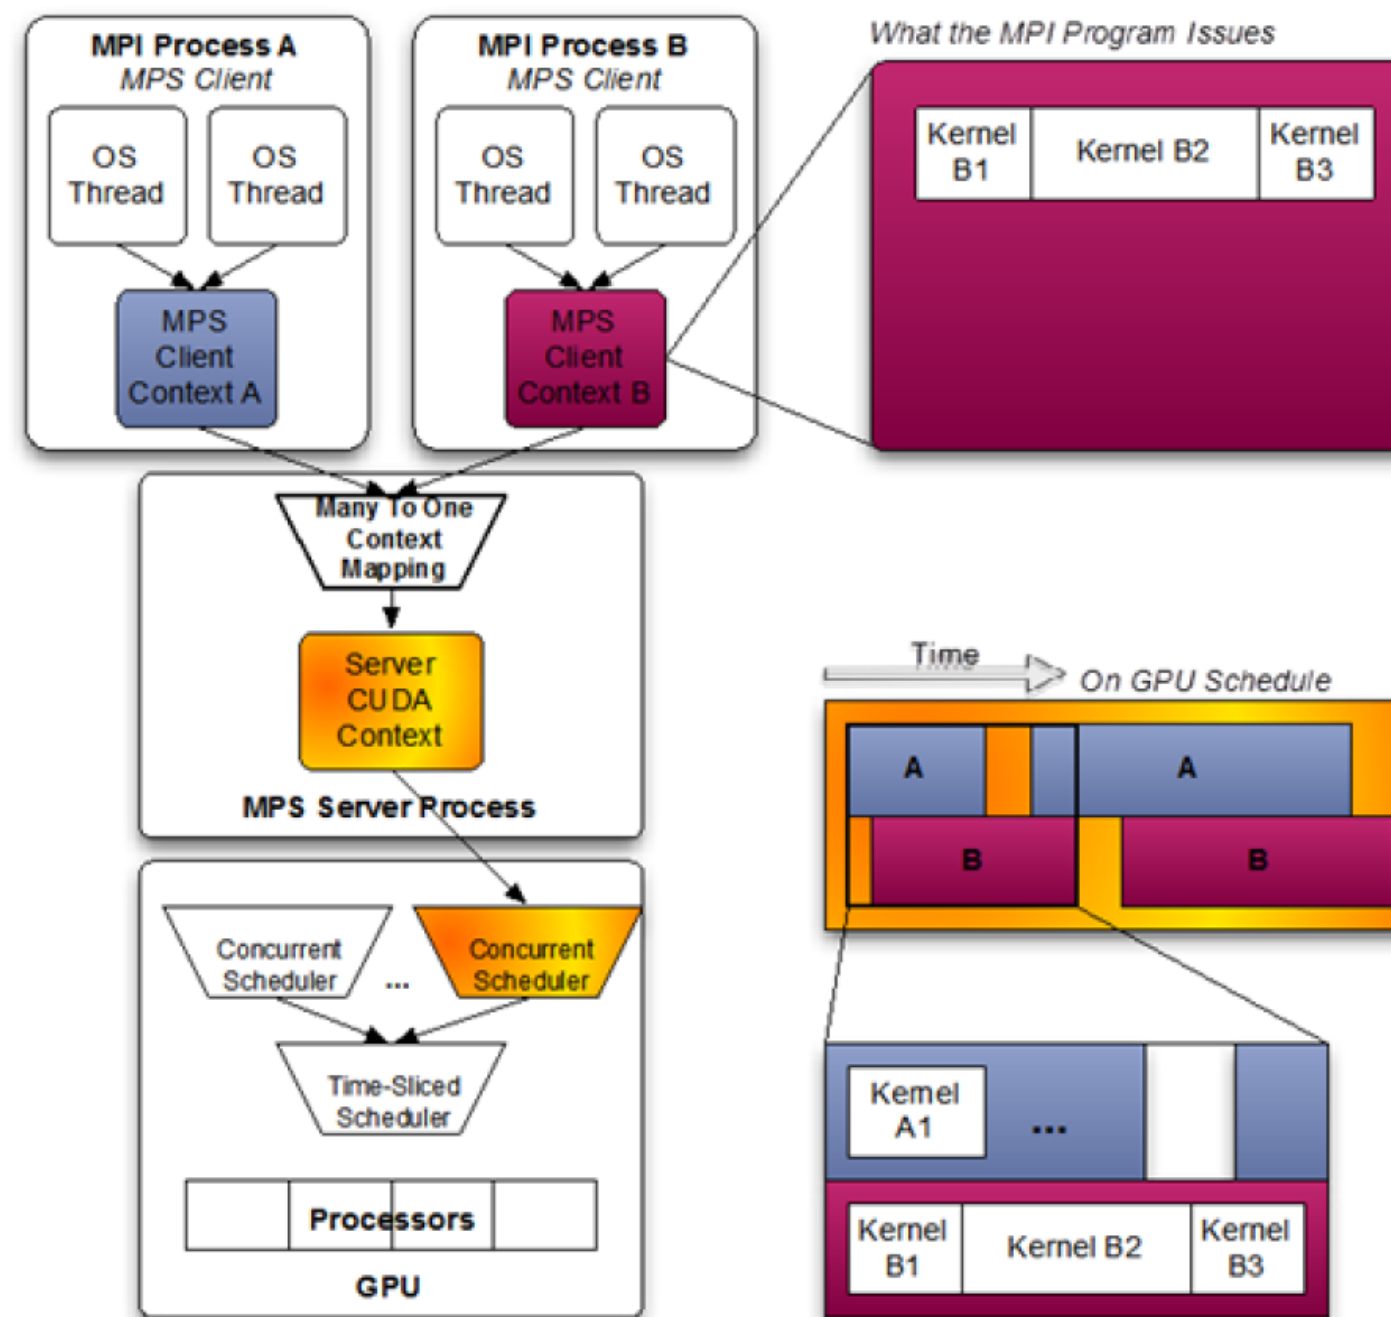 MPI Process A
MPS Client
OS
Thread
OS
Thread
MPS
Client
Context A
MPI Process B
MPS Client
OS
Thread
OS
Thread
MPS
Client
Context B
What the MPI Program Issues
Kernel
B1
Kernel B2
Kernel
B3
Many To One
Context
Mapping
Server
CUDA
Context
MPS Server Process
Concurrent
Scheduler
...
Concurrent
Scheduler
Time-Sliced
Scheduler
Processors
GPU
Time
On GPU Schedule
A
A
B
B
Kernel
A1
...
Kernel
B1
Kernel B2
Kernel
B3